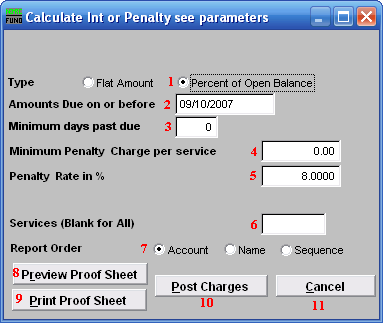 FUND Calculate Int or Penalty see parameters
Type Flat Amount 1 Percent of Open Balance
Amounts Due on or before 2 09/10/2007
Minimum days past due 3 0
Minimum Penalty Charge per service 4 0.00
Penalty Rate in % 5 8.0000
Services (Blank for All) 6
Report Order 7 Account Name Sequence
8 Preview Proof Sheet
9 Print Proof Sheet Post Charges Cancel
10 11